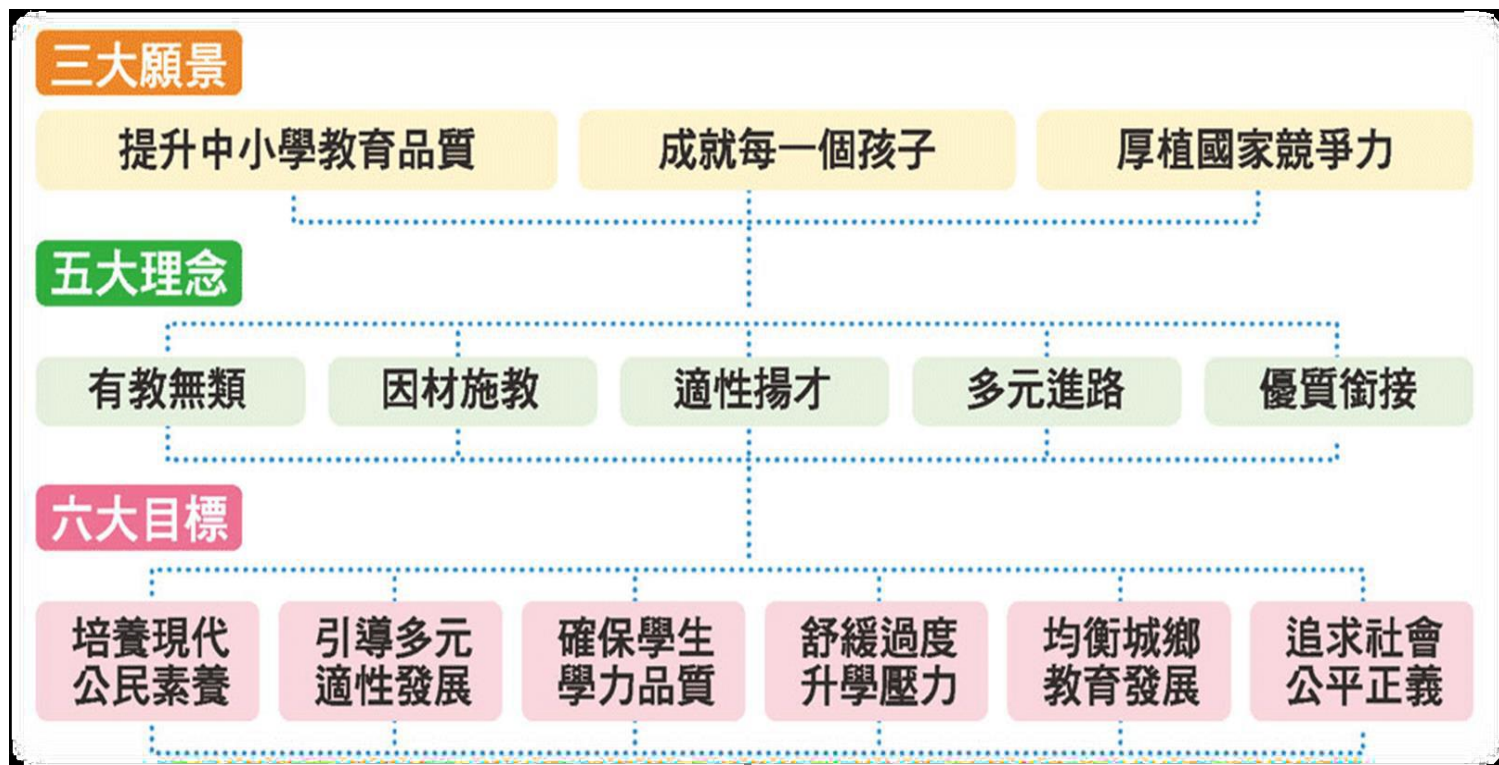 三大願景
提升中小學教育品質
成就每一個孩子
厚植國家競爭力
五大理念
有教無類
因材施教
適性揚才
多元進路
優質銜接
六大目標
培養現代
公民素養
引導多元
適性發展
確保學生
學力品質
舒緩過度
升學壓力
均衡城鄉
教育發展
追求社會
公平正義